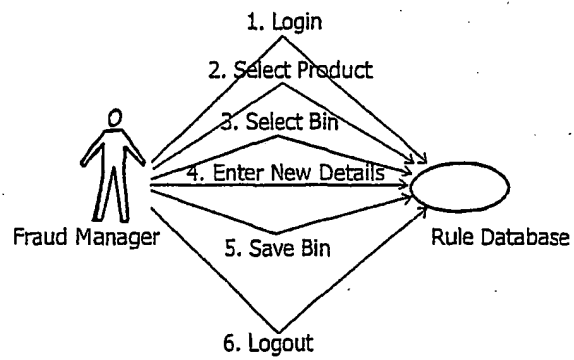 1. Login
2. Select Product
3. Select Bin
4. Enter New Details
Fraud Manager
Rule Database
5. Save Bin
6. Logout